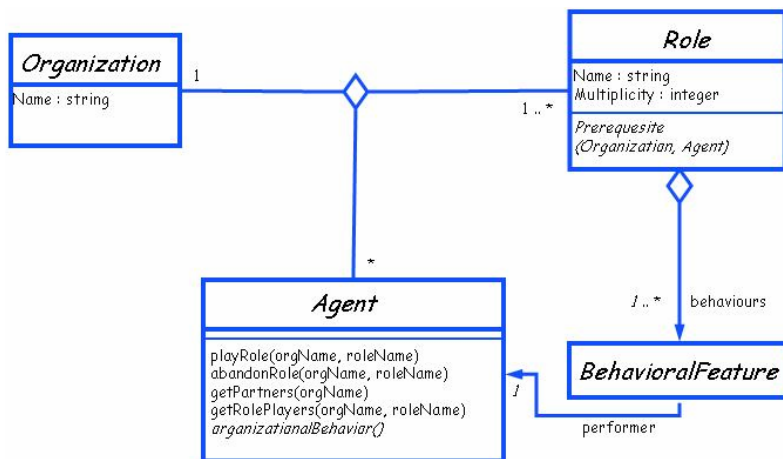 Organization
Name : string
1
Role
Name : string
Multiplicity : integer
Prerequesite
(Organization, Agent)
1 .. *
*
Agent
playRole(orgName, roleName)
abandonRole(orgName, roleName)
getPartners(orgName)
getRolePlayers(orgName, roleName)
organizationalBehavior()
1 .. *
behaviours
BehavioralFeature
1
performer